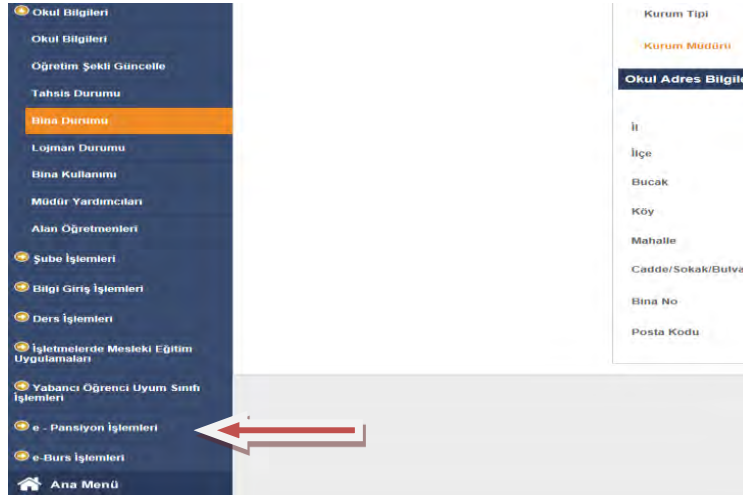 Okul Bilgileri
Okul Bilgileri
Öğretim Şekli Güncelle
Tahsis Durumu
Bina Durumu
Lojman Durumu
Bina Kullanımı
Müdür Yardımcıları
Alan Öğretmenleri
Şube İşlemleri
Bilgi Giriş İşlemleri
Ders İşlemleri
İşletmelerde Mesleki Eğitim
Uygulamaları
Yabancı Öğrenci Uyum Sınıfı
İşlemleri
e - Pansiyon İşlemleri
e-Burs İşlemleri
Ana Menü
Kurum Tipi
Kurum Müdürü
Okul Adres Bilgile
İl
İlçe
Bucak
Köy
Mahalle
Cadde/Sokak/Bulva
Bina No
Posta Kodu